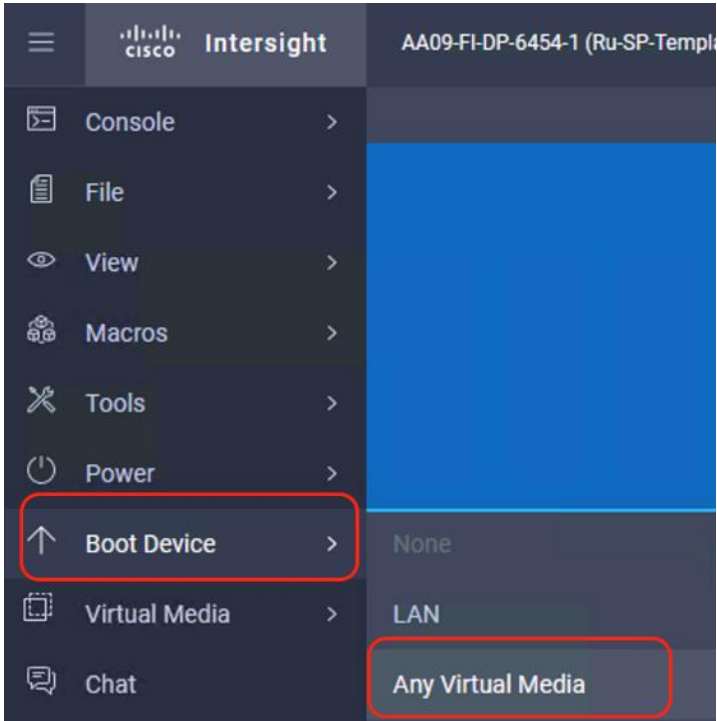 cisco Intersight
AA09-FI-DP-6454-1 (Ru-SP-Templa
Console
File
View
Macros
Tools
Power
Boot Device
None
Virtual Media
LAN
Chat
Any Virtual Media